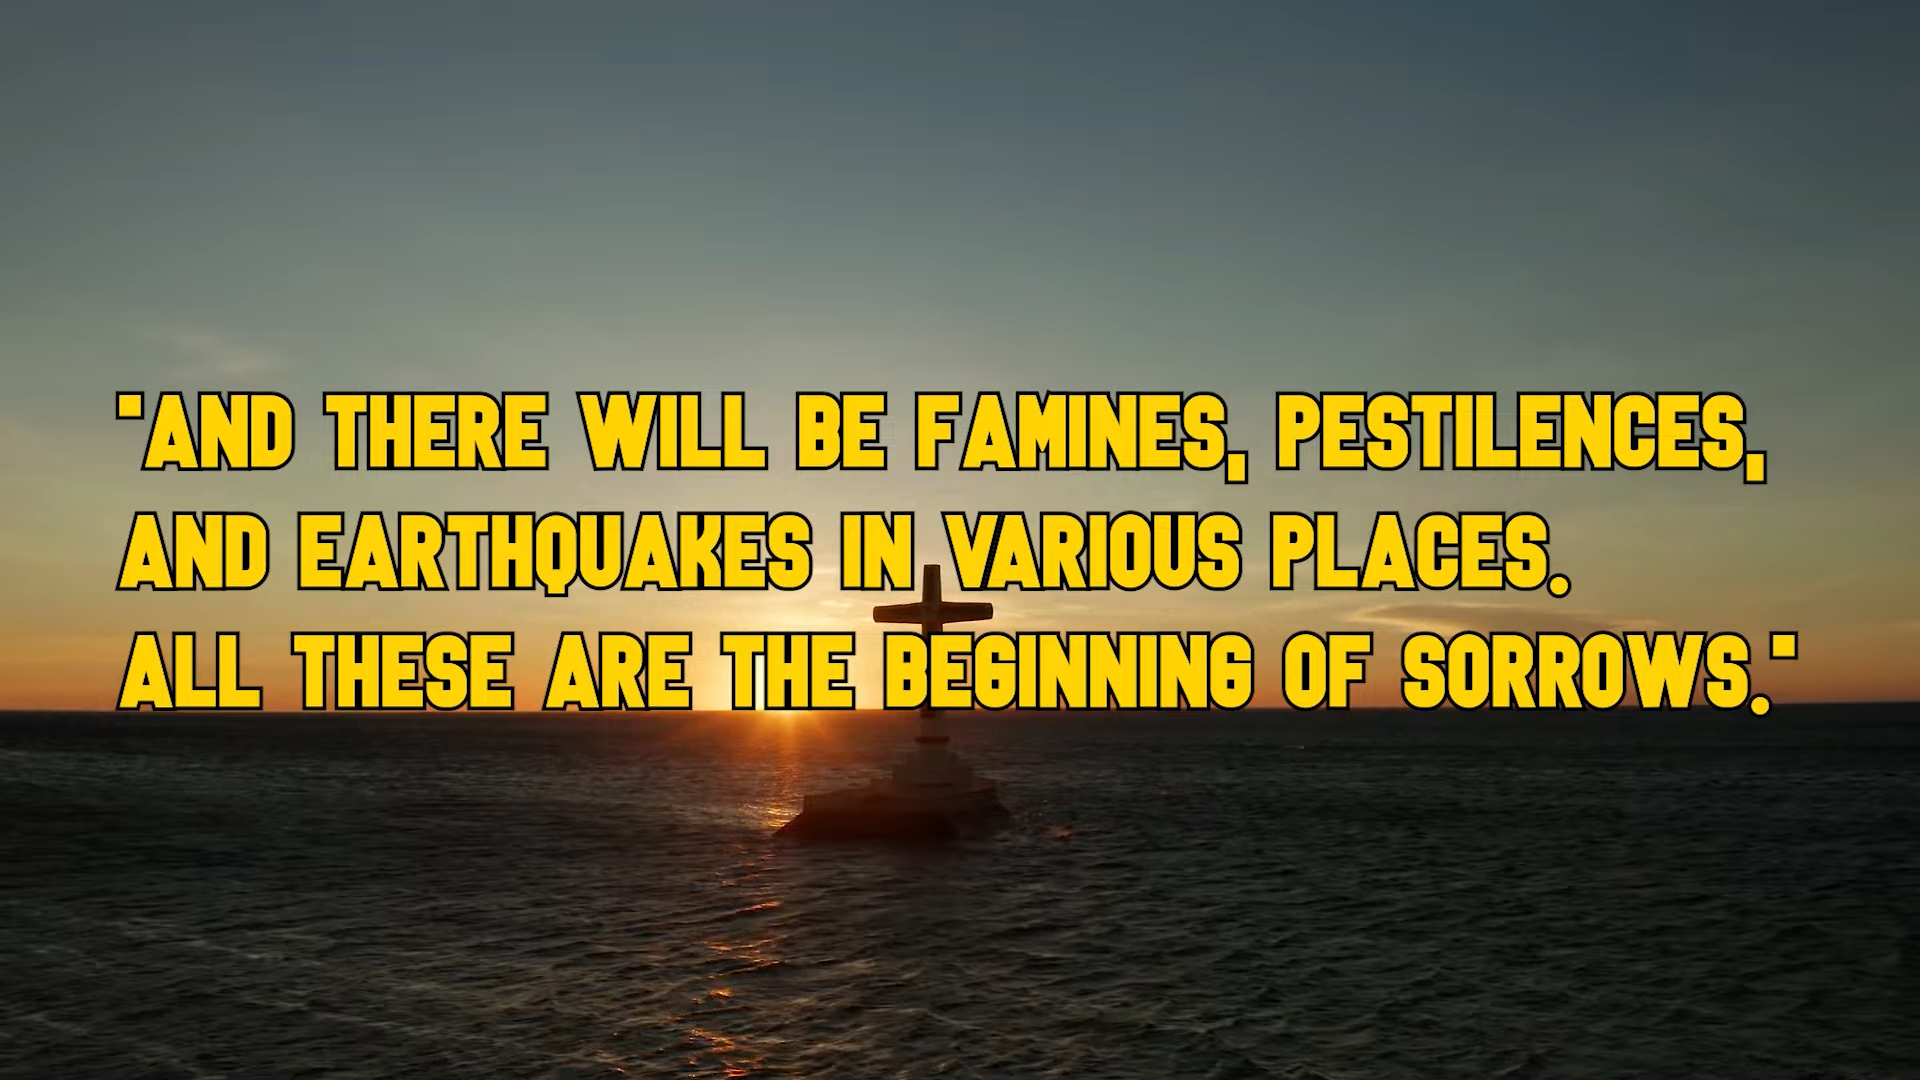 "AND THERE WILL BE FAMINES, PESTILENCES,
AND EARTHQUAKES IN VARIOUS PLACES.
ALL THESE ARE THE BEGINNING OF SORROWS."